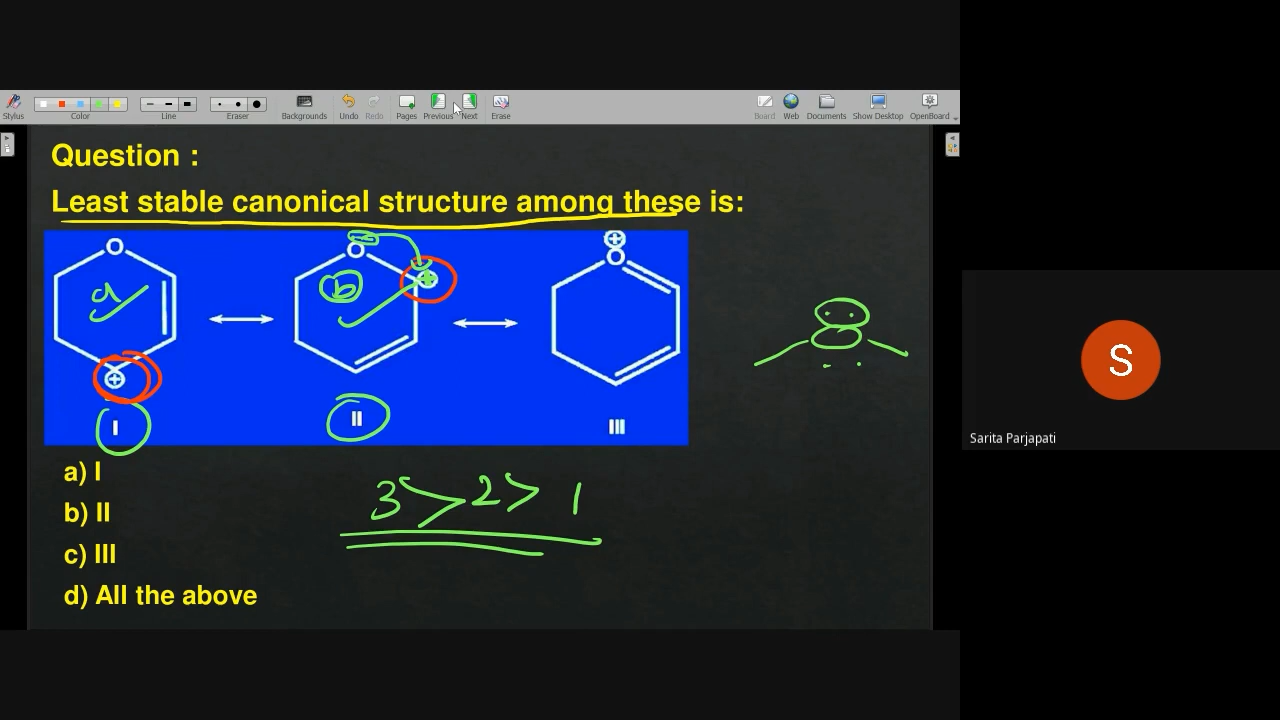 Stylus Color Line Eraser Backgrounds Undo Redo Pages Previous Next Erase Board Web Documents Show Desktop OpenBoard
Question :
Least stable canonical structure among these is:
O O ⊕
a b ⊕ O
⊕
I II III
a) I
b) II
c) III
d) All the above
3 > 2 > 1
S
Sarita Parjapati